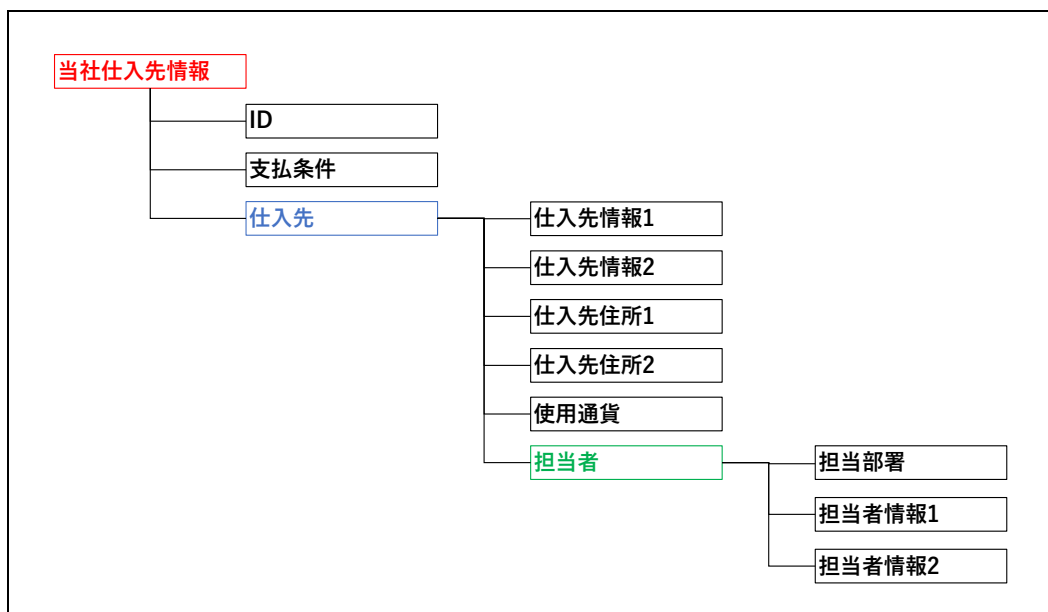 当社仕入先情報
ID
支払条件
仕入先
仕入先情報1
仕入先情報2
仕入先住所1
仕入先住所2
使用通貨
担当者
担当部署
担当者情報1
担当者情報2